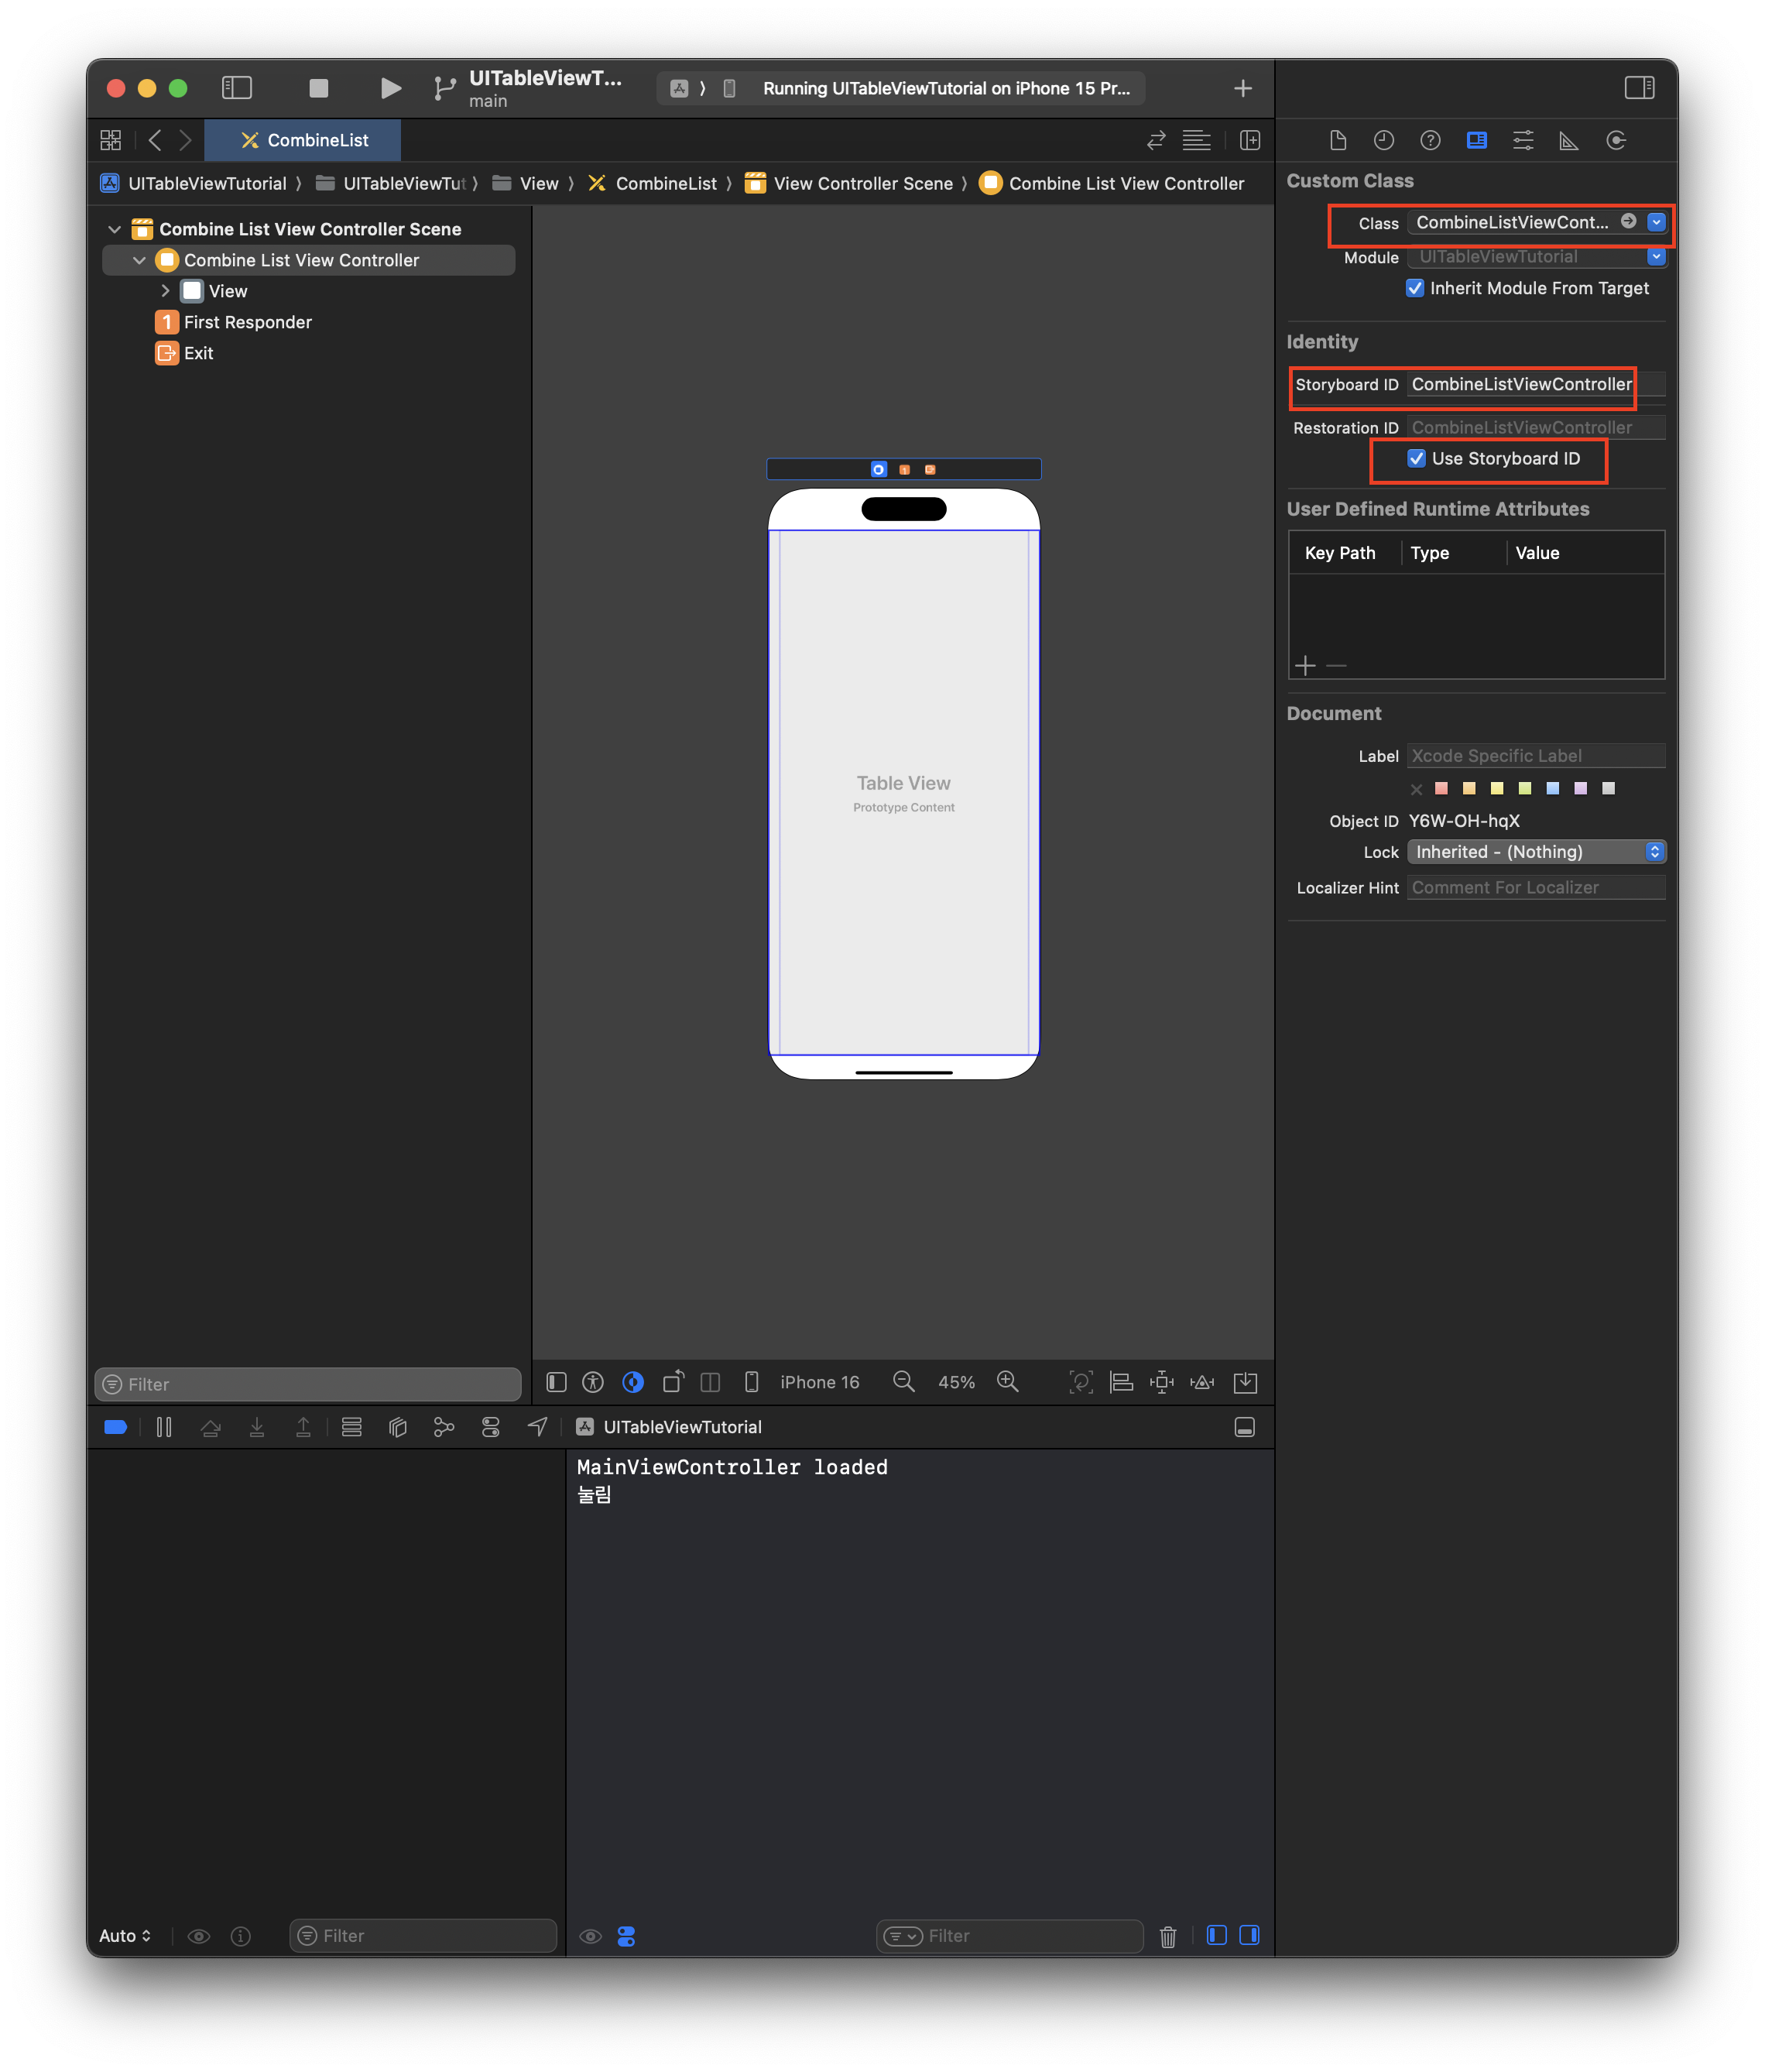 UITableViewT...
main
Running UITableViewTutorial on iPhone 15 Pr...
CombineList
UITableViewTutorial
UITableViewTut
View
CombineList
View Controller Scene
Combine List View Controller
Combine List View Controller Scene
Combine List View Controller
View
1 First Responder
Exit
Filter
Table View
Prototype Content
iPhone 16
45%
Custom Class
Class CombineListViewCont...
Module UITableViewTutorial
Inherit Module From Target
Identity
Storyboard ID CombineListViewController
Restoration ID CombineListViewController
Use Storyboard ID
User Defined Runtime Attributes
Key Path Type Value
Document
Label Xcode Specific Label
Object ID Y6W-OH-hqX
Lock Inherited - (Nothing)
Localizer Hint Comment For Localizer
UITableViewTutorial
MainViewController loaded
눌림
Auto
Filter
Filter